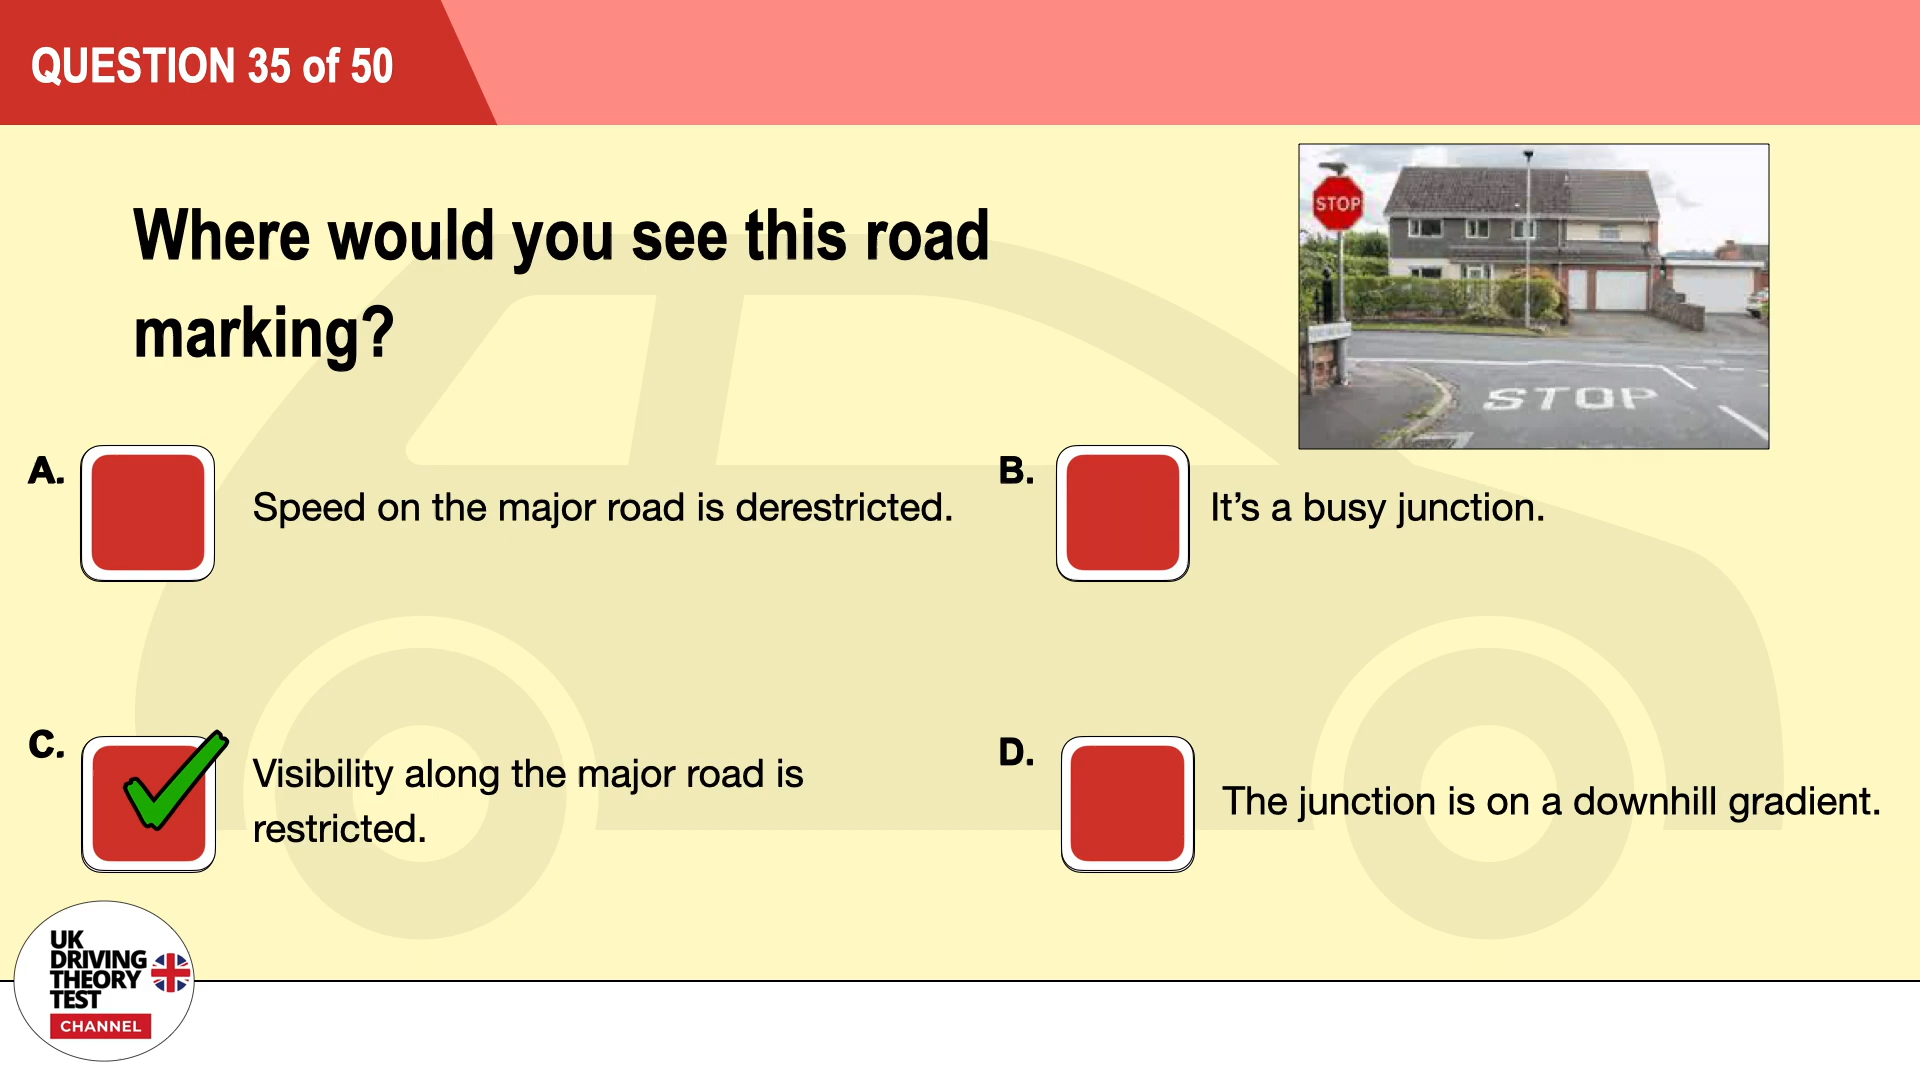 QUESTION 35 of 50
Where would you see this road
marking?
STOP
STOP
A.
Speed on the major road is derestricted.
B.
It’s a busy junction.
C.
Visibility along the major road is
restricted.
D.
The junction is on a downhill gradient.
UK
DRIVING
THEORY
TEST
CHANNEL